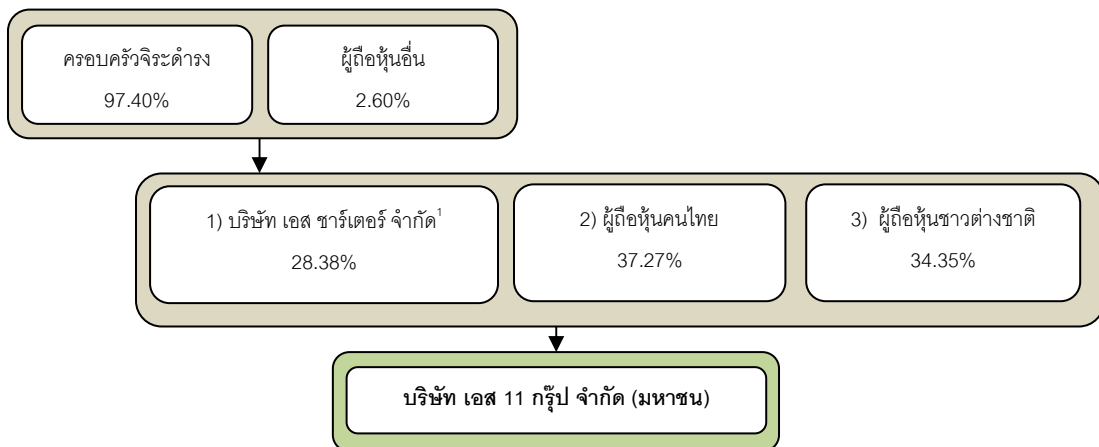 ครอบครัวจิระดำรง
97.40%
ผู้ถือหุ้นอื่น
2.60%
1) บริษัท เอส ชาร์เตอร์ จำกัด¹
28.38%
2) ผู้ถือหุ้นคนไทย
37.27%
3) ผู้ถือหุ้นชาวต่างชาติ
34.35%
บริษัท เอส 11 กรุ๊ป จำกัด (มหาชน)